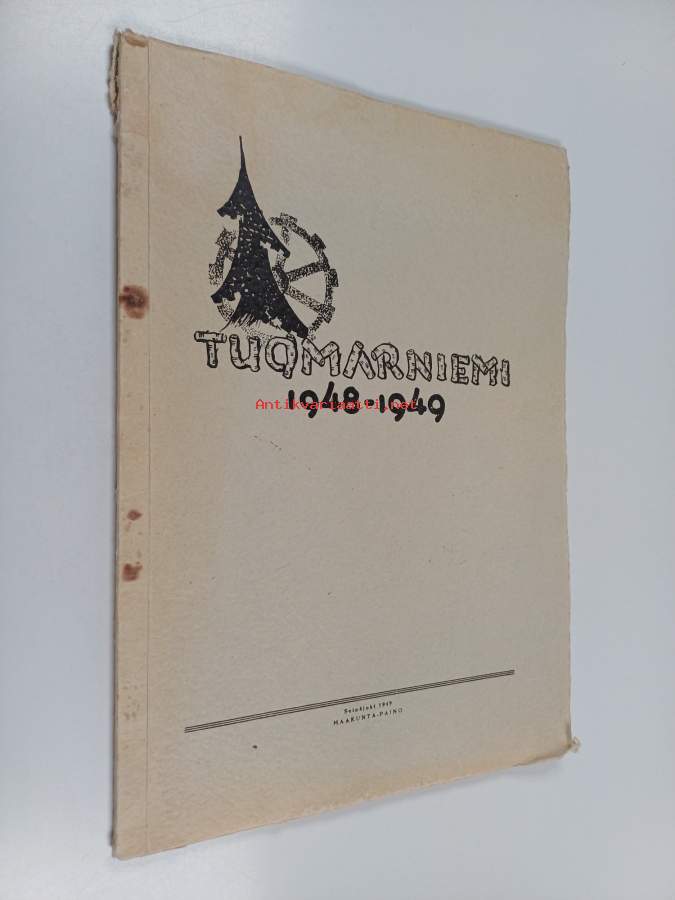 TUOMARNIEMI
1948-1949
Antikvariaatti.net
Seinäjoki 1949
MAAKUNTA-PAINO